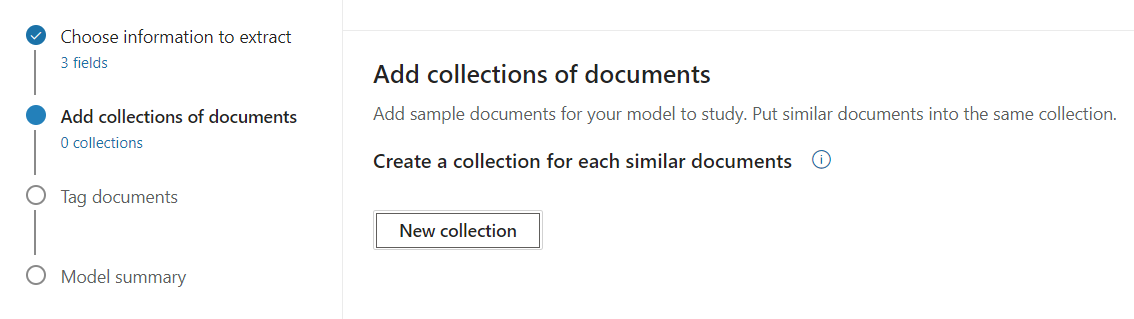 Choose information to extract
3 fields
Add collections of documents
0 collections
Tag documents
Model summary
Add collections of documents
Add sample documents for your model to study. Put similar documents into the same collection.
Create a collection for each similar documents
New collection